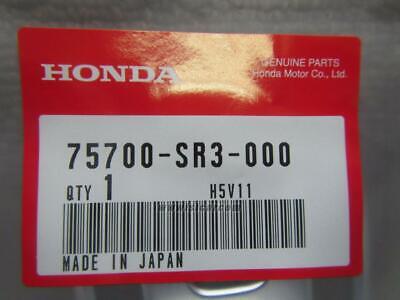 GENUINE PARTS
HONDA Honda Motor Co., Ltd.
75700-SR3-000
QTY 1 H5V11
MADE IN JAPAN